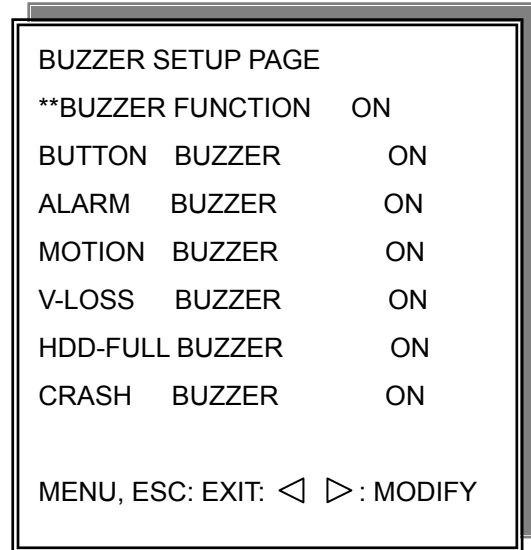 BUZZER SETUP PAGE
**BUZZER FUNCTION ON
BUTTON BUZZER ON
ALARM BUZZER ON
MOTION BUZZER ON
V-LOSS BUZZER ON
HDD-FULL BUZZER ON
CRASH BUZZER ON
MENU, ESC: EXIT: ◁ ▷ : MODIFY